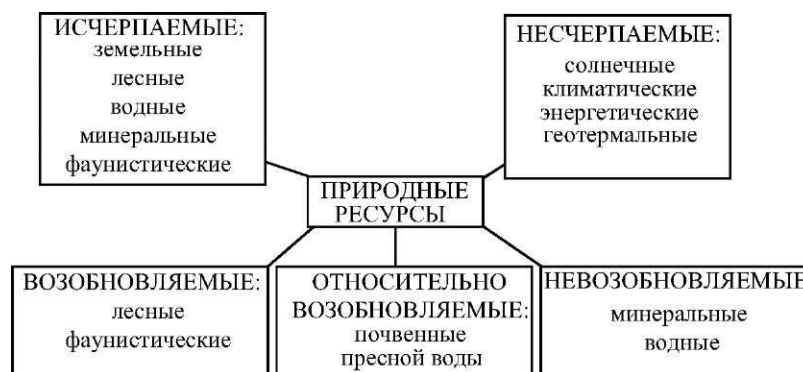 ИСЧЕРПАЕМЫЕ:
земельные
лесные
водные
минеральные
фаунистические
НЕСЧЕРПАЕМЫЕ:
солнечные
климатические
энергетические
геотермальные
ПРИРОДНЫЕ
РЕСУРСЫ
ВОЗОБНОВЛЯЕМЫЕ:
лесные
фаунистические
ОТНОСИТЕЛЬНО
ВОЗОБНОВЛЯЕМЫЕ:
почвенные
пресной воды
НЕВОЗОБНОВЛЯЕМЫЕ
минеральные
водные